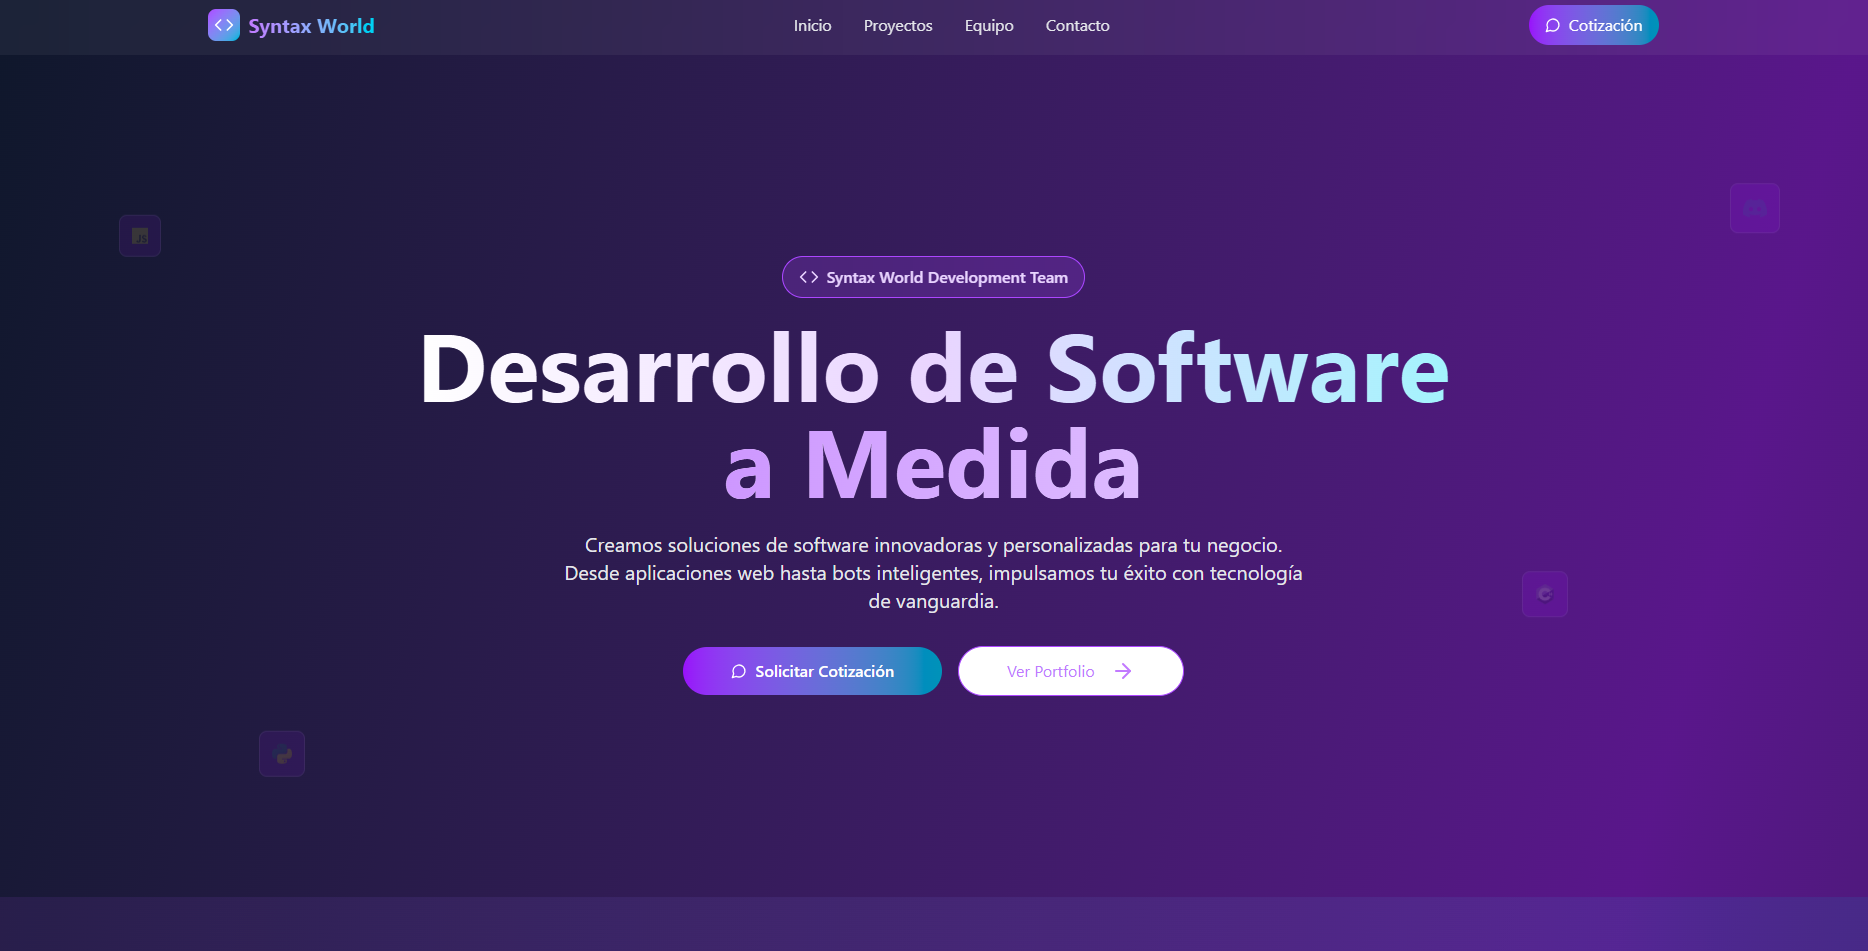 Syntax World
Inicio
Proyectos
Equipo
Contacto
Cotización
JS
Syntax World Development Team
Desarrollo de Software
a Medida
Creamos soluciones de software innovadoras y personalizadas para tu negocio.
Desde aplicaciones web hasta bots inteligentes, impulsamos tu éxito con tecnología
de vanguardia.
Solicitar Cotización
Ver Portfolio